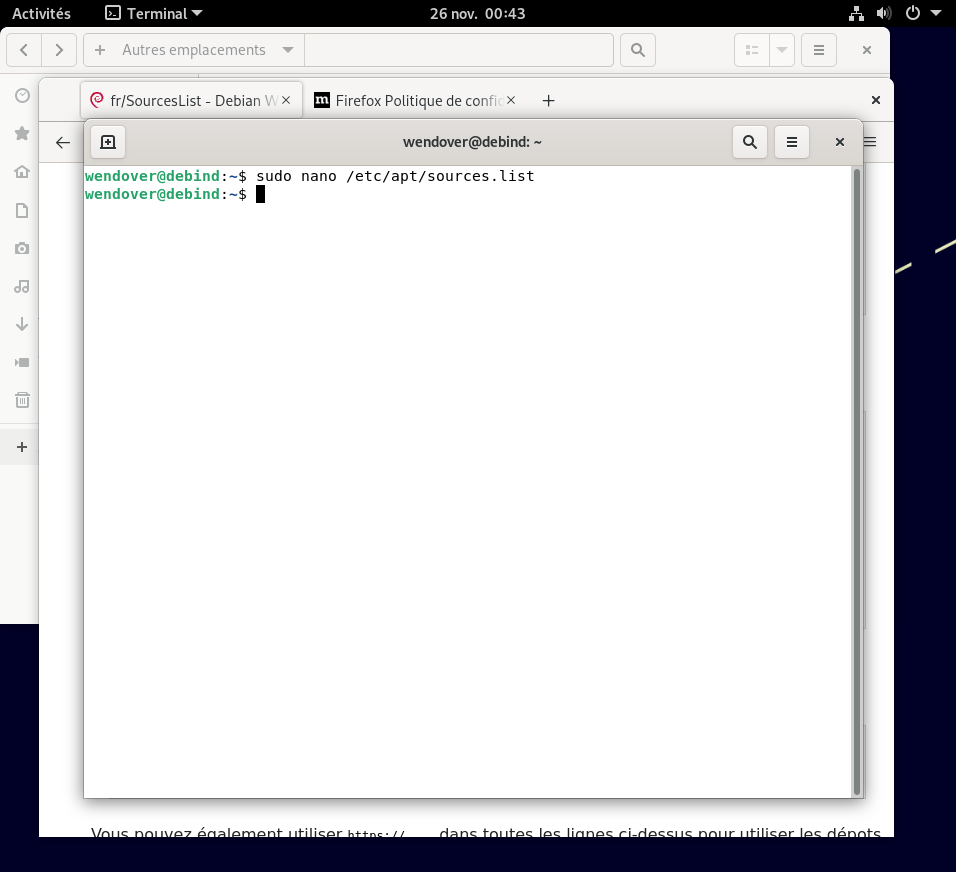 Activités Terminal 26 nov. 00:43
Autres emplacements
fr/SourcesList - Debian W
m Firefox Politique de confid
wendover@debind: ~
wendover@debind:~$ sudo nano /etc/apt/sources.list
wendover@debind:~$
Vous pouvez également utiliser https:// dans toutes les lignes ci-dessus pour utiliser les dépôts